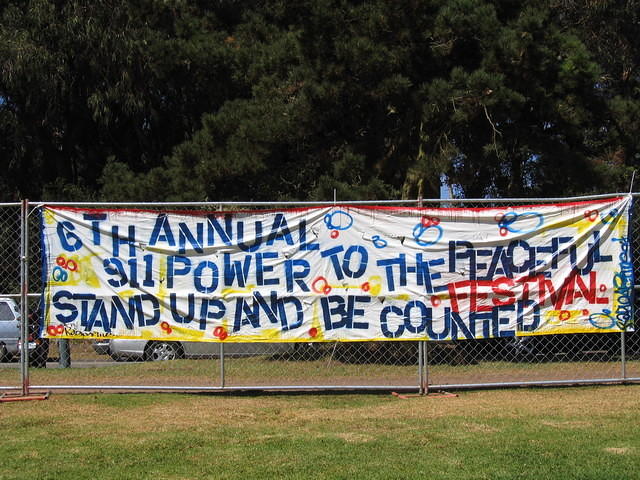 6TH ANNUAL
911 POWER TO THE PEACEFUL
FESTIVAL
STAND UP AND BE COUNTED